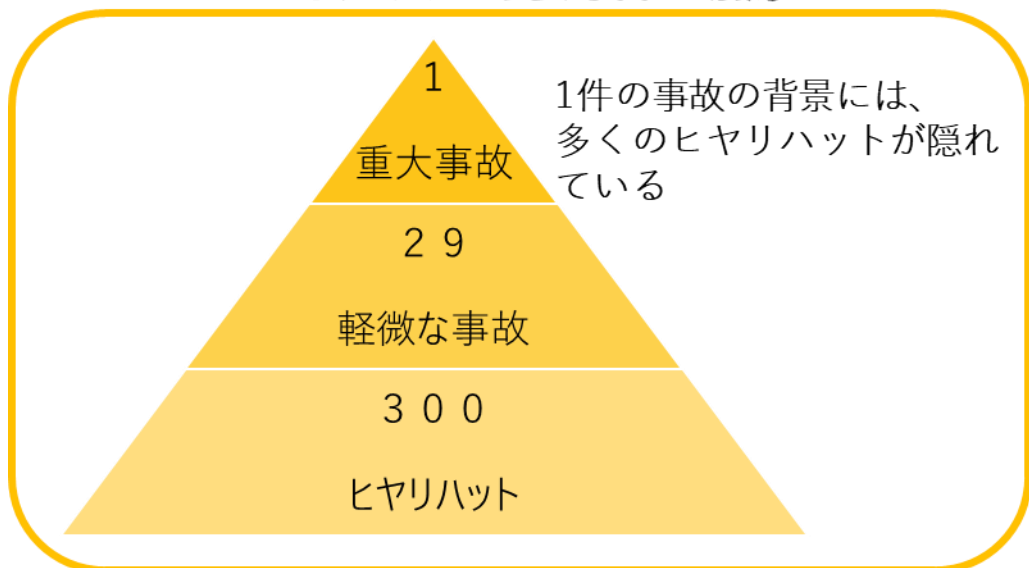 1
重大事故
1件の事故の背景には、
多くのヒヤリハットが隠れ
ている
２９
軽微な事故
３００
ヒヤリハット